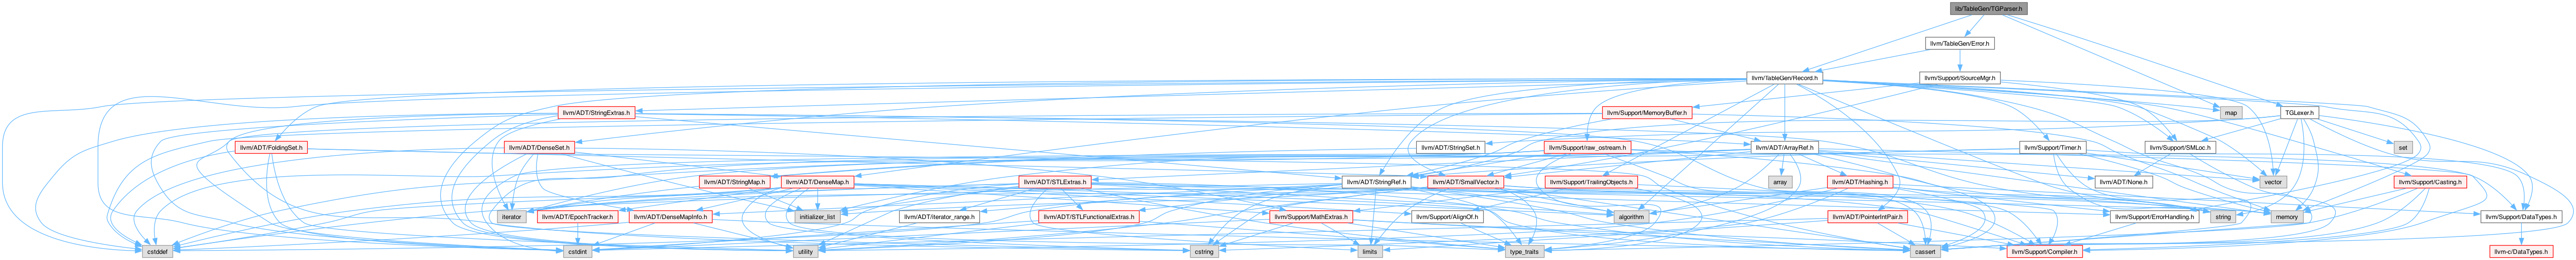 lib/TableGen/TGParser.h
llvm/TableGen/Error.h
llvm/TableGen/Record.h
llvm/Support/SourceMgr.h
llvm/ADT/StringExtras.h
llvm/Support/MemoryBuffer.h
map
TGLexer.h
llvm/ADT/FoldingSet.h
llvm/ADT/DenseSet.h
llvm/ADT/StringSet.h
llvm/Support/raw_ostream.h
llvm/ADT/ArrayRef.h
llvm/Support/Timer.h
llvm/Support/SMLoc.h
set
llvm/ADT/StringMap.h
llvm/ADT/DenseMap.h
llvm/ADT/STLExtras.h
llvm/ADT/StringRef.h
llvm/ADT/SmallVector.h
llvm/Support/TrailingObjects.h
array
llvm/ADT/Hashing.h
llvm/ADT/None.h
vector
llvm/Support/Casting.h
iterator
llvm/ADT/EpochTracker.h
llvm/ADT/DenseMapInfo.h
initializer_list
llvm/ADT/iterator_range.h
llvm/ADT/STLFunctionalExtras.h
llvm/Support/MathExtras.h
llvm/Support/AlignOf.h
algorithm
llvm/ADT/PointerIntPair.h
llvm/Support/ErrorHandling.h
string
memory
llvm/Support/DataTypes.h
cstddef
cstdint
utility
cstring
limits
type_traits
cassert
llvm/Support/Compiler.h
llvm-c/DataTypes.h